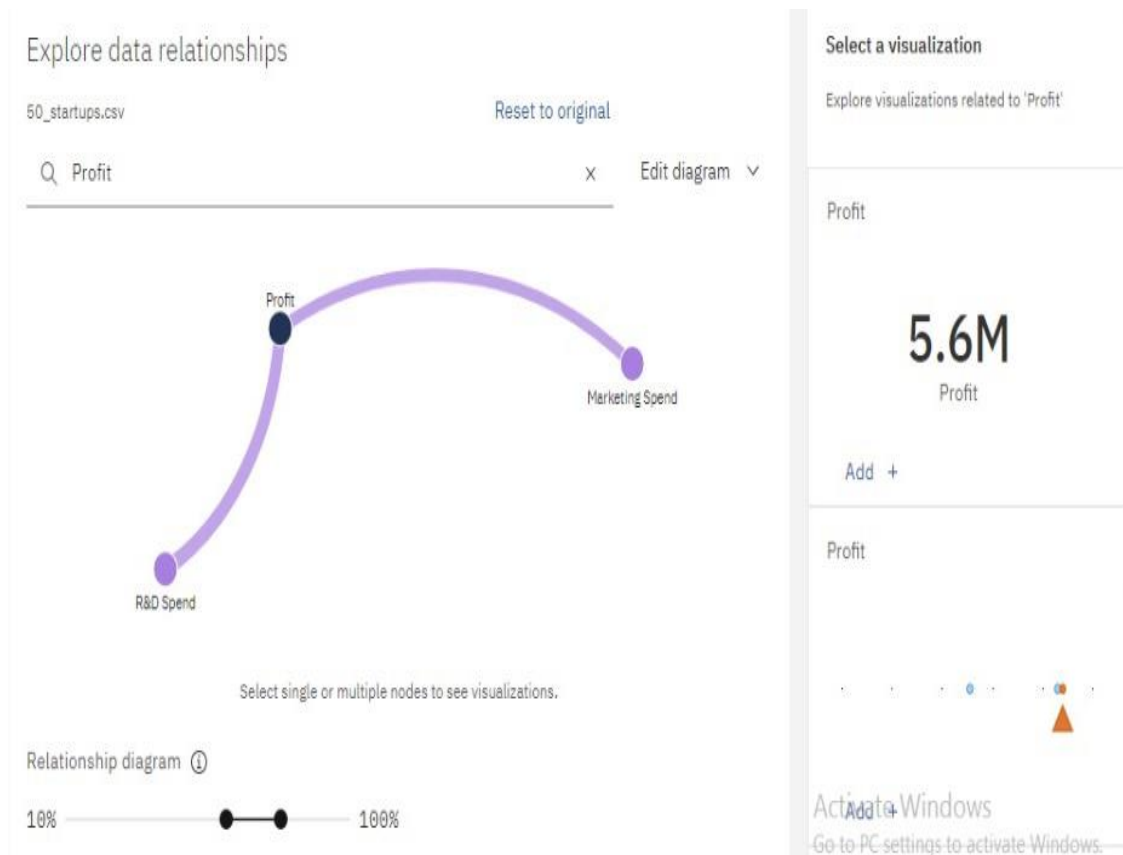 Explore data relationships
50_startups.csv
Reset to original
Profit
x
Edit diagram
Profit
Marketing Spend
R&D Spend
Select single or multiple nodes to see visualizations.
Relationship diagram
10%
100%
Select a visualization
Explore visualizations related to 'Profit'
Profit
5.6M
Profit
Add +
Profit
Add +
Activate Windows
Go to PC settings to activate Windows.